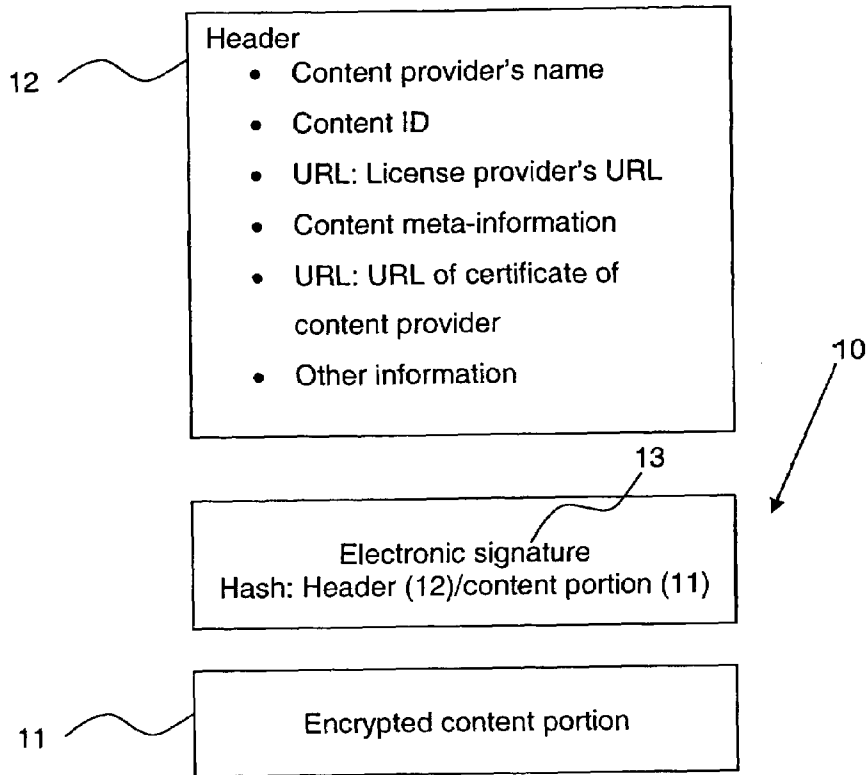 Header
12
• Content provider's name
• Content ID
• URL: License provider's URL
• Content meta-information
• URL: URL of certificate of
content provider
• Other information
10
13
Electronic signature
Hash: Header (12)/content portion (11)
Encrypted content portion
11